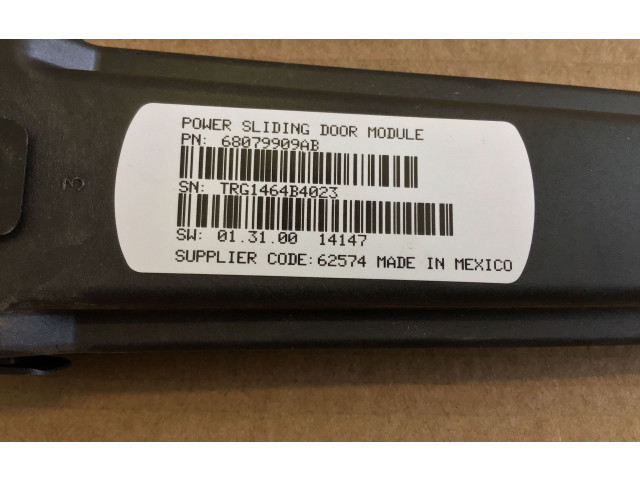 POWER SLIDING DOOR MODULE
PN: 68079909AB
SN: TRG1464B4023
SW: 01.31.00 14147
SUPPLIER CODE:62574 MADE IN MEXICO
3